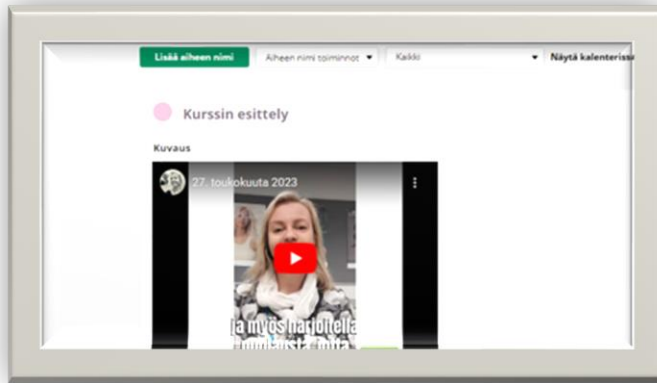 Lisää aiheen nimi Aiheen nimi toiminnot Kaikki Näytä kalenterissa
Kurssin esittely
Kuvaus
27. toukokuuta 2023
ja myös harjoitella